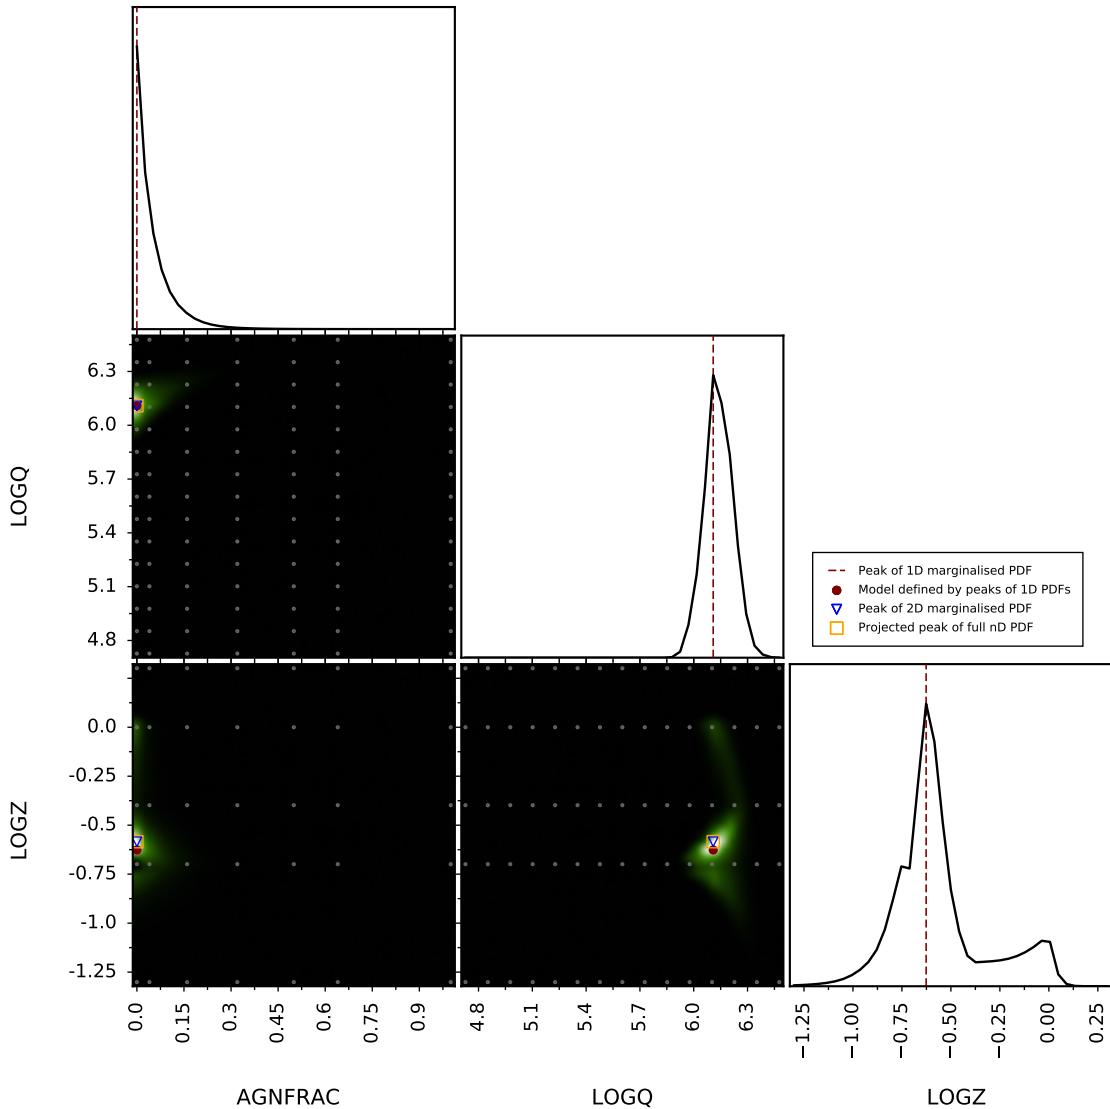 LOGQ
6.3
6.0
5.7
5.4
5.1
4.8
Peak of 1D marginalised PDF
Model defined by peaks of 1D PDFs
Peak of 2D marginalised PDF
Projected peak of full nD PDF
LOGZ
0.0
-0.25
-0.5
-0.75
-1.0
-1.25
0.0 0.15 0.3 0.45 0.6 0.75 0.9
4.8 5.1 5.4 5.7 6.0 6.3
−1.25 −1.00 −0.75 −0.50 −0.25 0.00 0.25
AGNFRAC LOGQ LOGZ